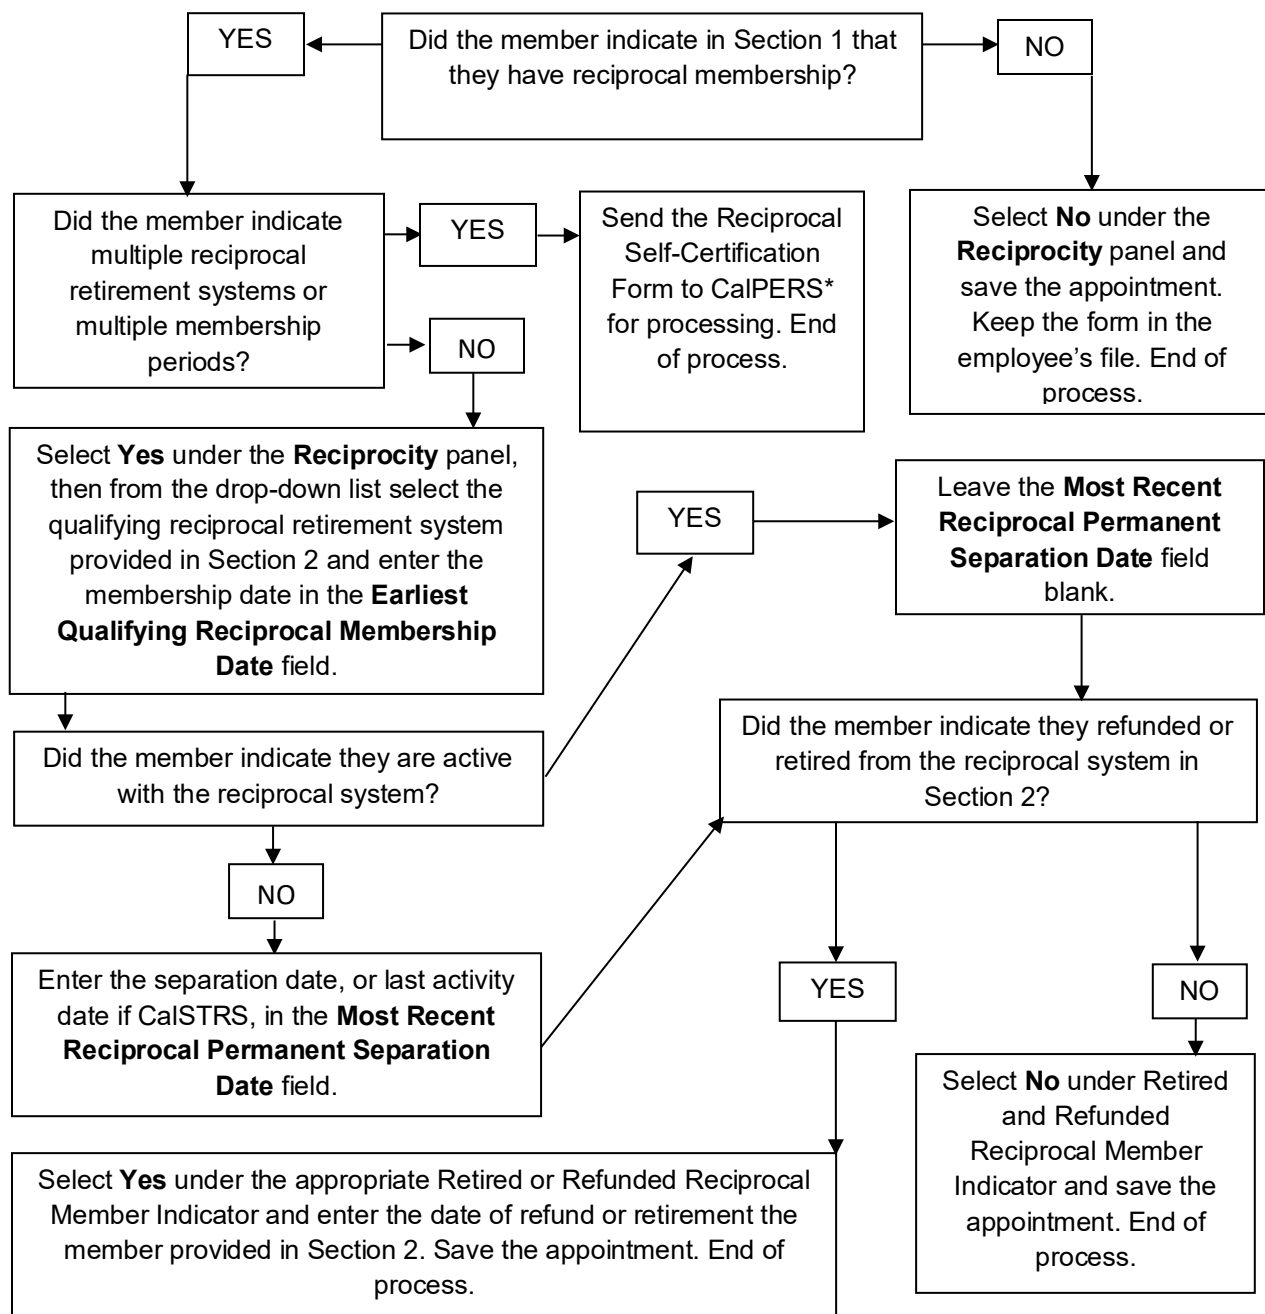 YES
Did the member indicate in Section 1 that
they have reciprocal membership?
NO
Did the member indicate
multiple reciprocal
retirement systems or
multiple membership
periods?
YES
Send the Reciprocal
Self-Certification
Form to CalPERS*
for processing. End
of process.
Select No under the
Reciprocity panel and
save the appointment.
Keep the form in the
employee’s file. End of
process.
NO
Select Yes under the Reciprocity panel,
then from the drop-down list select the
qualifying reciprocal retirement system
provided in Section 2 and enter the
membership date in the Earliest
Qualifying Reciprocal Membership
Date field.
YES
Leave the Most Recent
Reciprocal Permanent
Separation Date field
blank.
Did the member indicate they are active
with the reciprocal system?
Did the member indicate they refunded or
retired from the reciprocal system in
Section 2?
NO
Enter the separation date, or last activity
date if CalSTRS, in the Most Recent
Reciprocal Permanent Separation
Date field.
YES
NO
Select Yes under the appropriate Retired or Refunded Reciprocal
Member Indicator and enter the date of refund or retirement the
member provided in Section 2. Save the appointment. End of
process.
Select No under Retired
and Refunded
Reciprocal Member
Indicator and save the
appointment. End of
process.